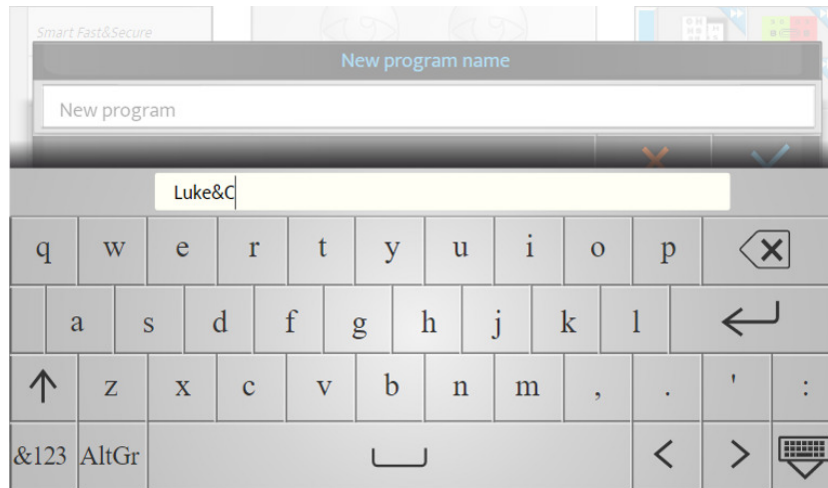 Smart Fast&Secure
New program name
New program
Luke&C
q w e r t y u i o p
a s d f g h j k l
z x c v b n m , . ' :
&123 AltGr < >